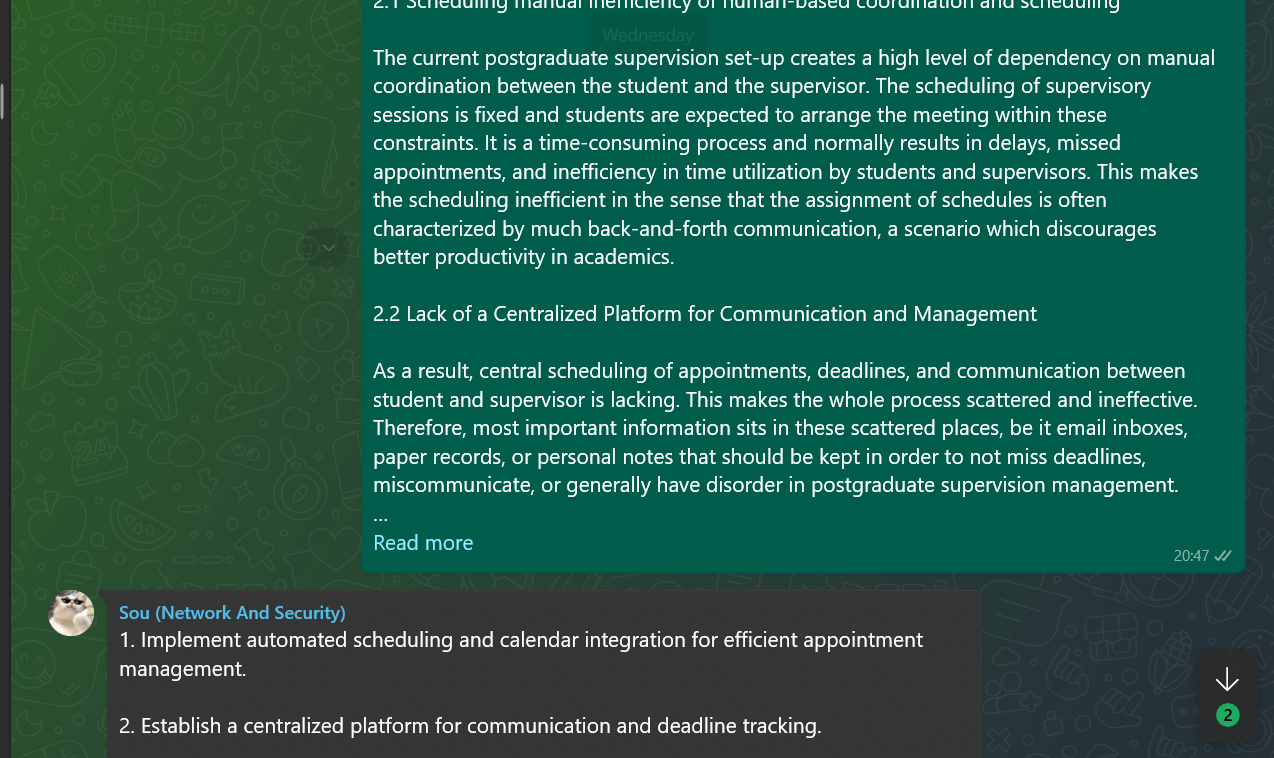 2.1 Scheduling manual inefficiency of human-based coordination and scheduling
Wednesday
The current postgraduate supervision set-up creates a high level of dependency on manual
coordination between the student and the supervisor. The scheduling of supervisory
sessions is fixed and students are expected to arrange the meeting within these
constraints. It is a time-consuming process and normally results in delays, missed
appointments, and inefficiency in time utilization by students and supervisors. This makes
the scheduling inefficient in the sense that the assignment of schedules is often
characterized by much back-and-forth communication, a scenario which discourages
better productivity in academics.
2.2 Lack of a Centralized Platform for Communication and Management
As a result, central scheduling of appointments, deadlines, and communication between
student and supervisor is lacking. This makes the whole process scattered and ineffective.
Therefore, most important information sits in these scattered places, be it email inboxes,
paper records, or personal notes that should be kept in order to not miss deadlines,
miscommunicate, or generally have disorder in postgraduate supervision management.
...
Read more
20:47
Sou (Network And Security)
1. Implement automated scheduling and calendar integration for efficient appointment
management.
2. Establish a centralized platform for communication and deadline tracking.
2